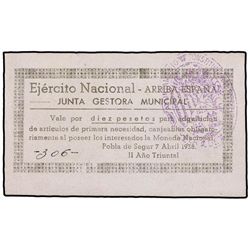 Ejército Nacional - ARRIBA ESPAÑA
JUNTA GESTORA MUNICIPAL
Vale por diez pesetas para adquisición
de artículos de primera necesidad, canjeables obligato-
riamente al poseer los interesados la Moneda Nacional.
Pobla de Segur 7 Abril 1938.
-306-
II Año Triunfal